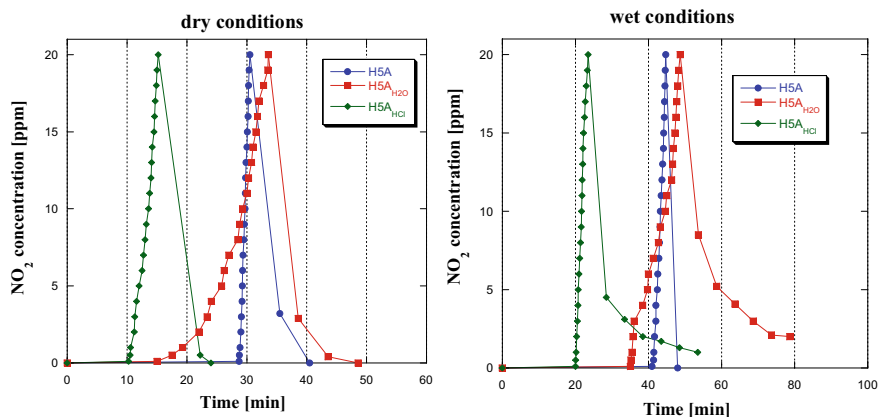 dry conditions
NO2 concentration [ppm]
20
15
10
5
0
H5A
H5AH2O
H5AHCl
0 10 20 30 40 50 60
Time [min]
wet conditions
NO2 concentration [ppm]
20
15
10
5
0
H5A
H5AH2O
H5AHCl
0 20 40 60 80 100
Time [min]